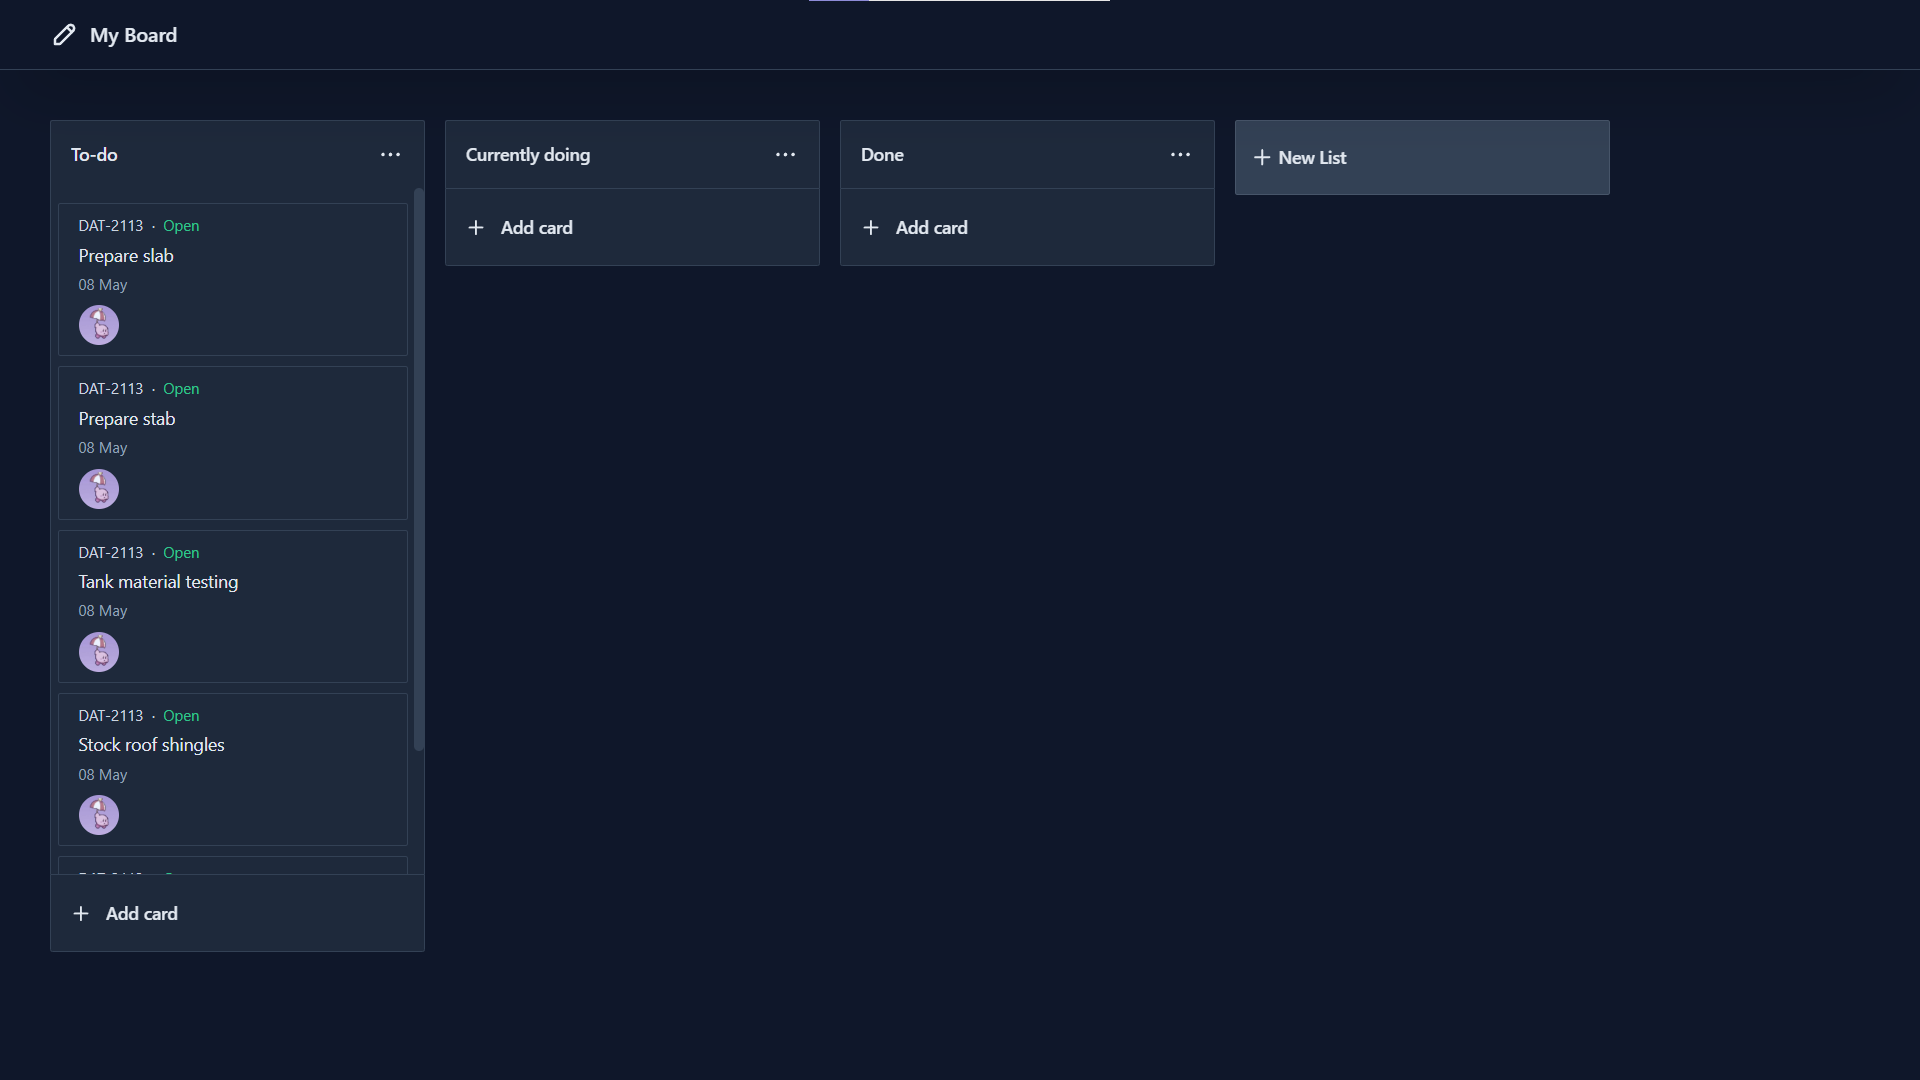 My Board
To-do
DAT-2113 · Open
Prepare slab
08 May
DAT-2113 · Open
Prepare stab
08 May
DAT-2113 · Open
Tank material testing
08 May
DAT-2113 · Open
Stock roof shingles
08 May
+ Add card
Currently doing
+ Add card
Done
+ Add card
+ New List